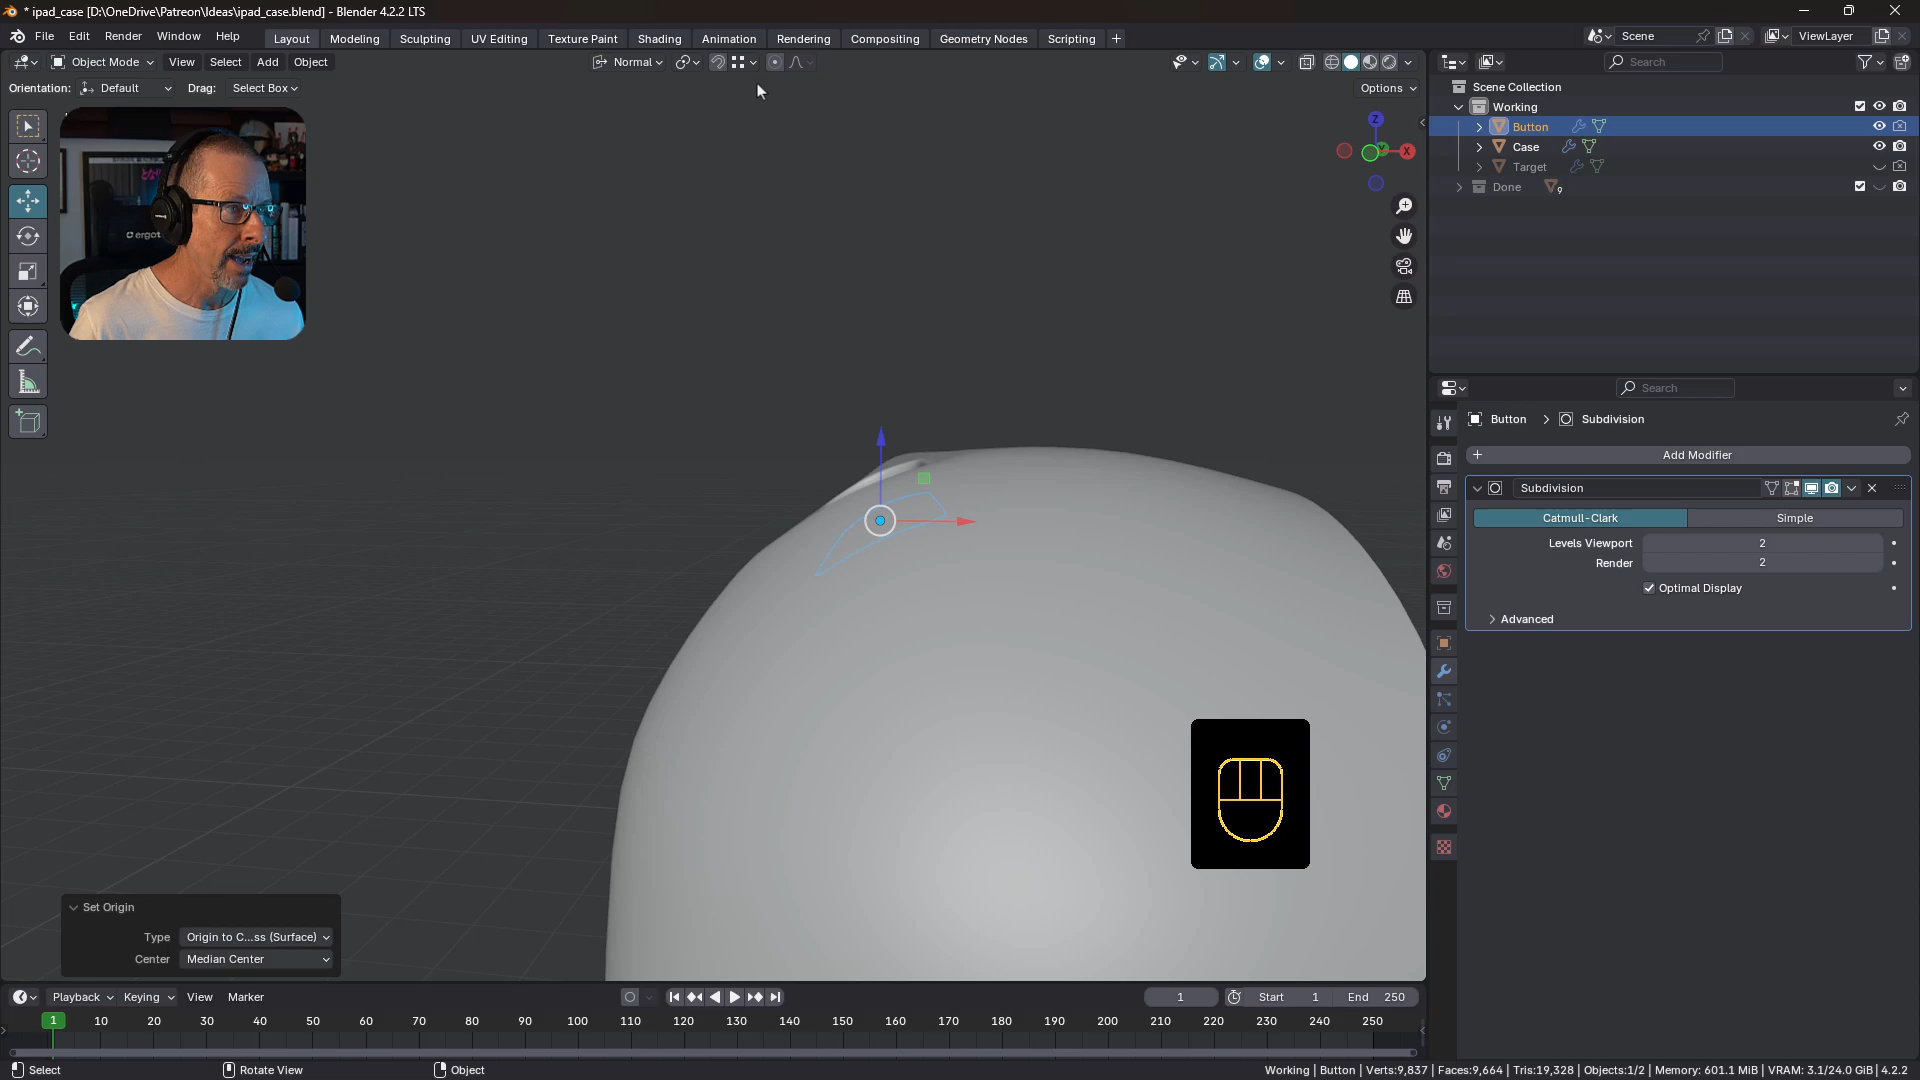 * ipad_case [D:\OneDrive\Patreon\Ideas\ipad_case.blend] - Blender 4.2.2 LTS
File Edit Render Window Help Layout Modeling Sculpting UV Editing Texture Paint Shading Animation Rendering Compositing Geometry Nodes Scripting + Scene ViewLayer
Object Mode View Select Add Object Normal Search
Orientation: Default Drag: Select Box Options
Scene Collection
Working
Button
Case
Target
Done 9
Z
X
ergot
Search
Button > Subdivision
+ Add Modifier
Subdivision
Catmull-Clark Simple
Levels Viewport 2
Render 2
Optimal Display
Advanced
Set Origin
Type Origin to C...ss (Surface)
Center Median Center
Playback Keying View Marker 1 Start 1 End 250
1 10 20 30 40 50 60 70 80 90 100 110 120 130 140 150 160 170 180 190 200 210 220 230 240 250
Select Rotate View Object Working | Button | Verts:9,837 | Faces:9,664 | Tris:19,328 | Objects:1/2 | Memory: 601.1 MiB | VRAM: 3.1/24.0 GiB | 4.2.2